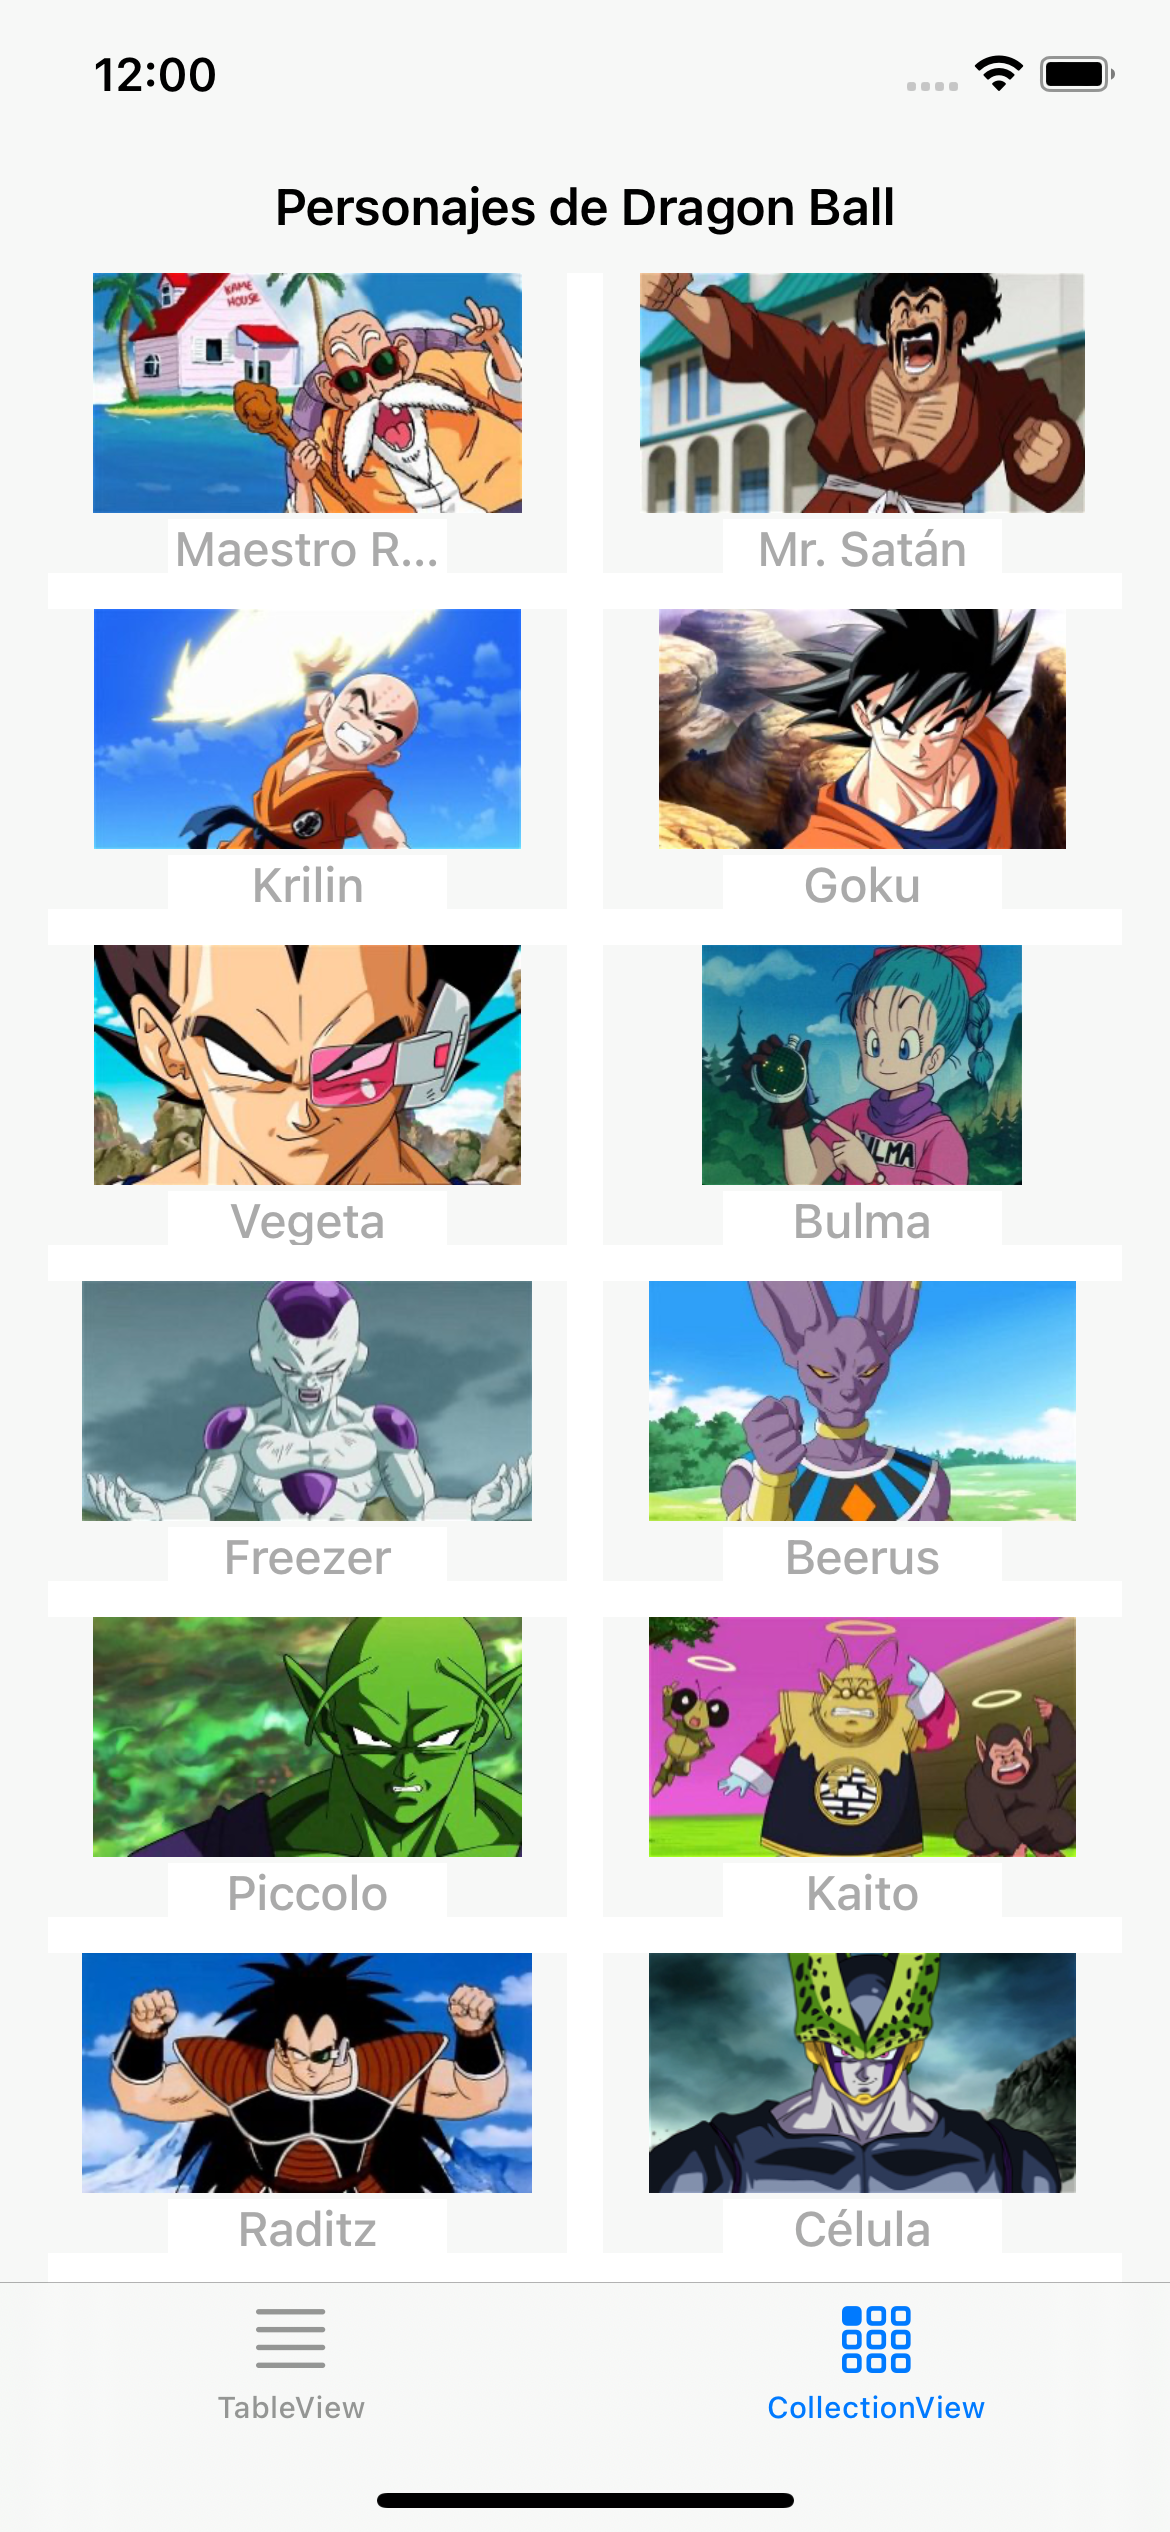 12:00
Personajes de Dragon Ball
KAME
HOUSE
Maestro R...
Mr. Satán
Krilin
Goku
Vegeta
ULMA
Bulma
Freezer
Beerus
Piccolo
Kaito
Raditz
Célula
TableView
CollectionView